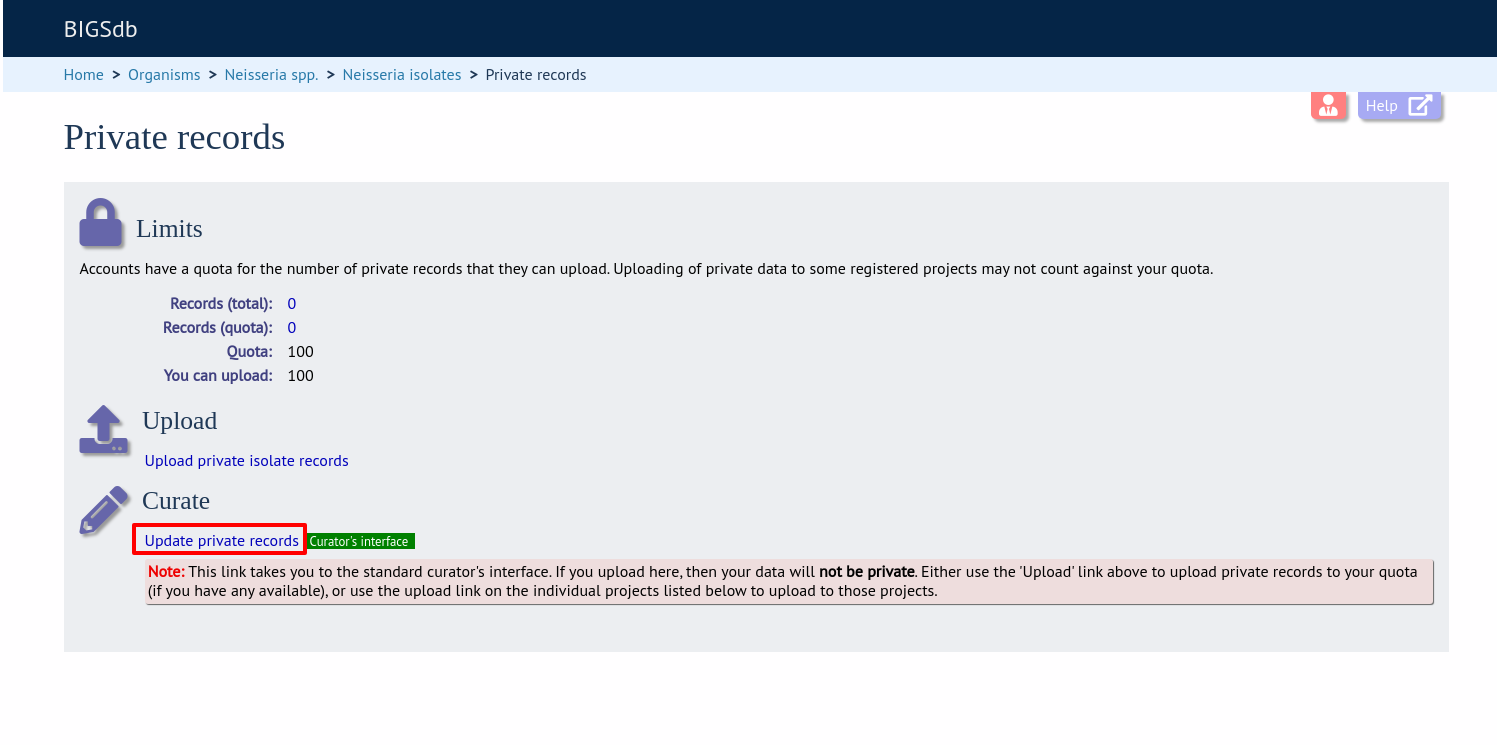 BIGSdb
Home > Organisms > Neisseria spp. > Neisseria isolates > Private records
Help
Private records
Limits
Accounts have a quota for the number of private records that they can upload. Uploading of private data to some registered projects may not count against your quota.
Records (total): 0
Records (quota): 0
Quota: 100
You can upload: 100
Upload
Upload private isolate records
Curate
Update private records Curator's interface
Note: This link takes you to the standard curator's interface. If you upload here, then your data will not be private. Either use the 'Upload' link above to upload private records to your quota
(if you have any available), or use the upload link on the individual projects listed below to upload to those projects.